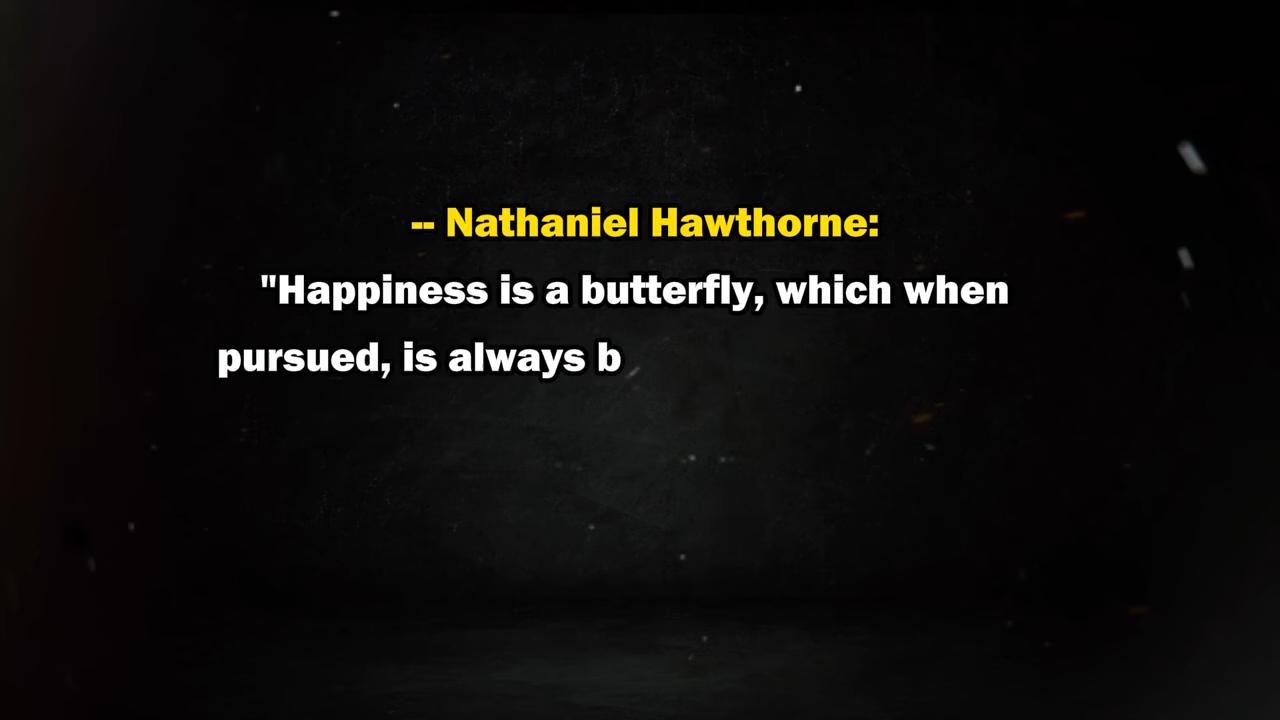 -- Nathaniel Hawthorne:
"Happiness is a butterfly, which when
pursued, is always b